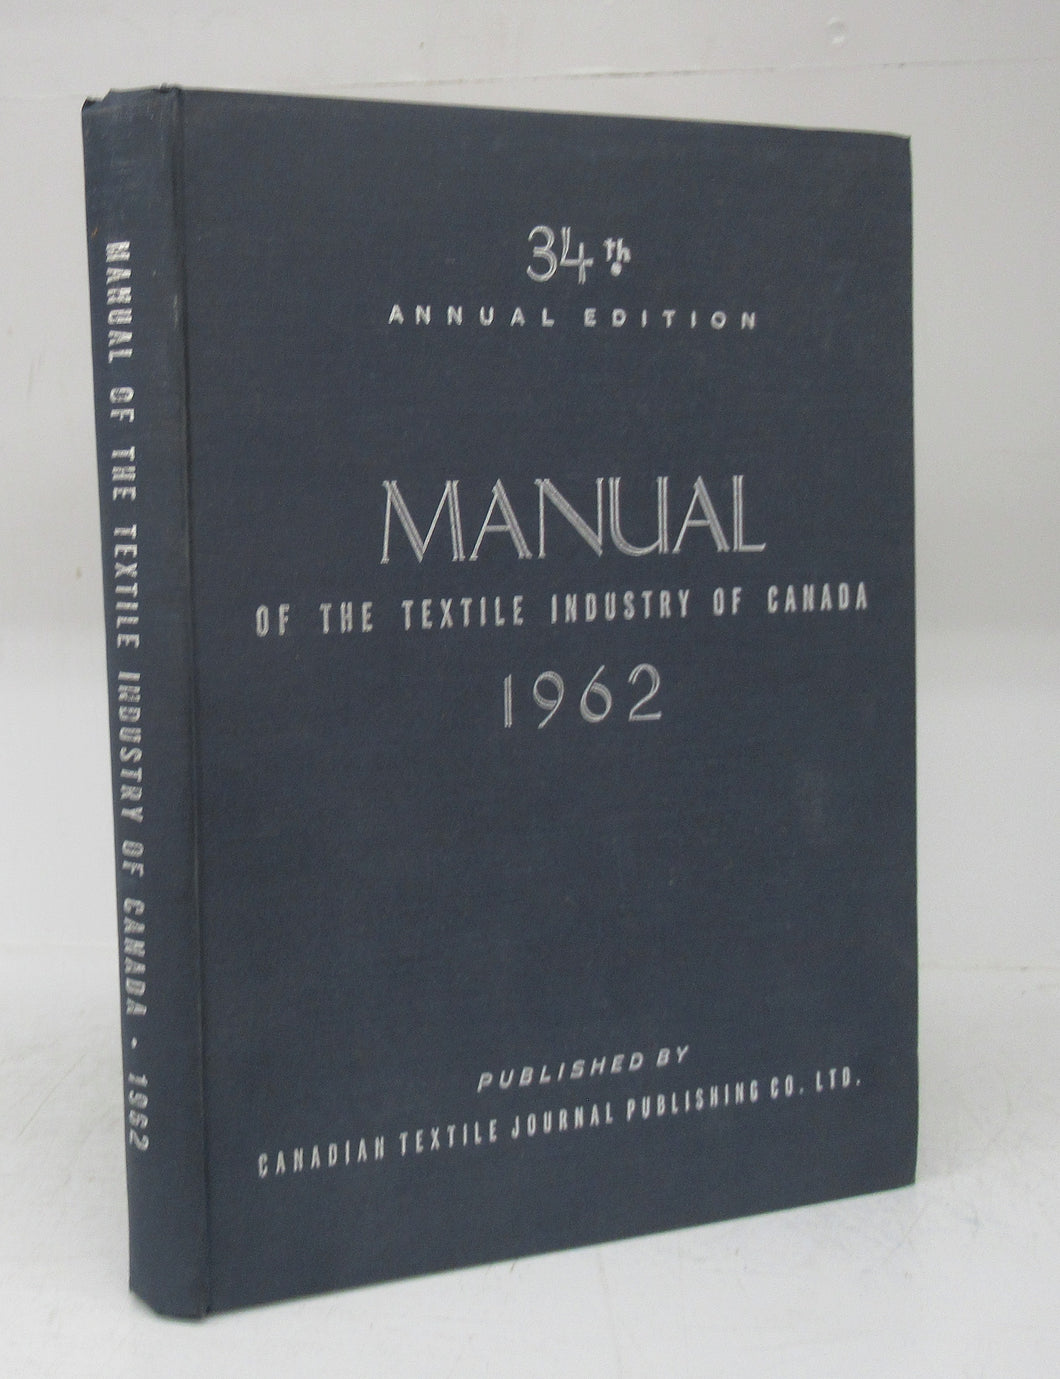 34th
ANNUAL EDITION
MANUAL
OF THE TEXTILE INDUSTRY OF CANADA
1962
PUBLISHED BY
CANADIAN TEXTILE JOURNAL PUBLISHING CO. LTD.
MANUAL OF THE TEXTILE INDUSTRY OF CANADA • 1962